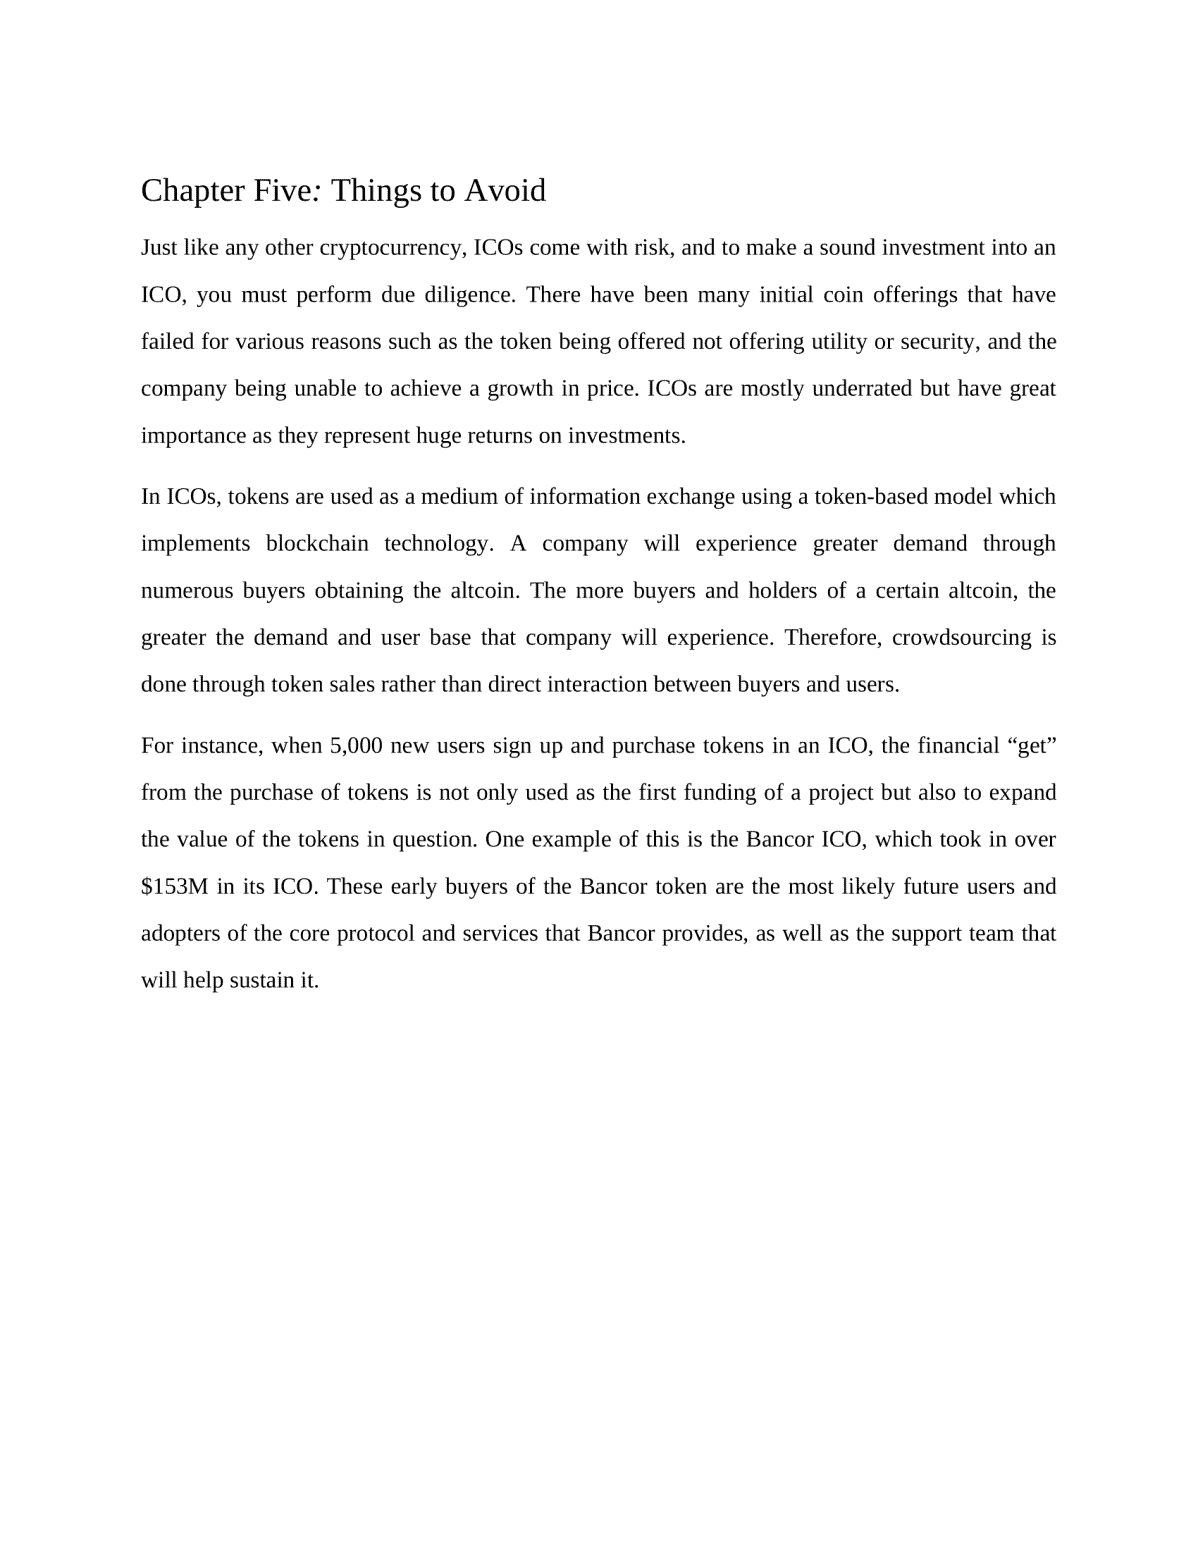 Chapter Five: Things to Avoid
Just like any other cryptocurrency, ICOs come with risk, and to make a sound investment into an
ICO, you must perform due diligence. There have been many initial coin offerings that have
failed for various reasons such as the token being offered not offering utility or security, and the
company being unable to achieve a growth in price. ICOs are mostly underrated but have great
importance as they represent huge returns on investments.
In ICOs, tokens are used as a medium of information exchange using a token-based model which
implements blockchain technology. A company will experience greater demand through
numerous buyers obtaining the altcoin. The more buyers and holders of a certain altcoin, the
greater the demand and user base that company will experience. Therefore, crowdsourcing is
done through token sales rather than direct interaction between buyers and users.
For instance, when 5,000 new users sign up and purchase tokens in an ICO, the financial “get”
from the purchase of tokens is not only used as the first funding of a project but also to expand
the value of the tokens in question. One example of this is the Bancor ICO, which took in over
$153M in its ICO. These early buyers of the Bancor token are the most likely future users and
adopters of the core protocol and services that Bancor provides, as well as the support team that
will help sustain it.